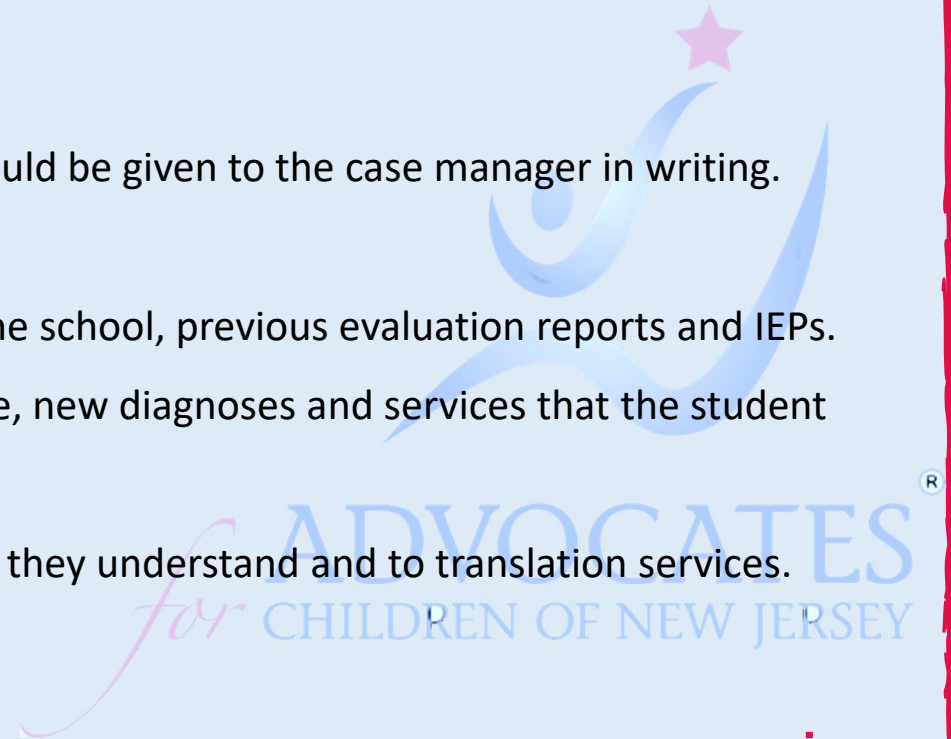 ould be given to the case manager in writing.
ne school, previous evaluation reports and IEPs.
e, new diagnoses and services that the student
®
ADVOCATES
they understand and to translation services.
for CHILDREN OF NEW JERSEY